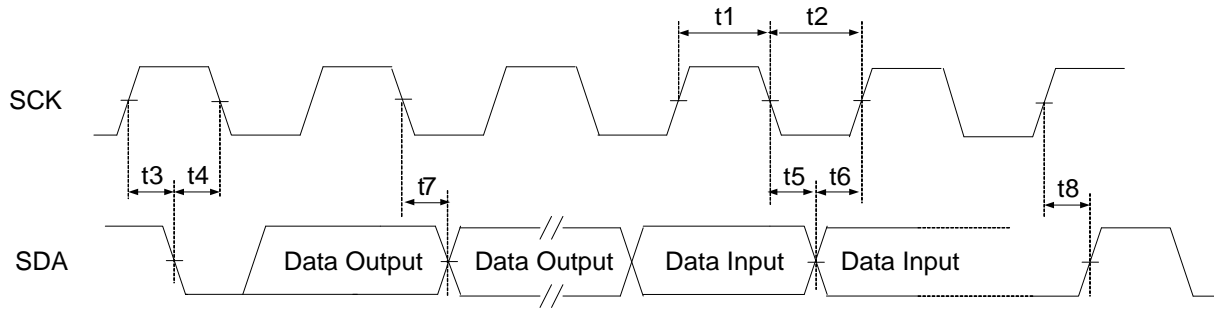 t1 t2
SCK
t3 t4 t7 t5 t6 t8
SDA Data Output Data Output Data Input Data Input